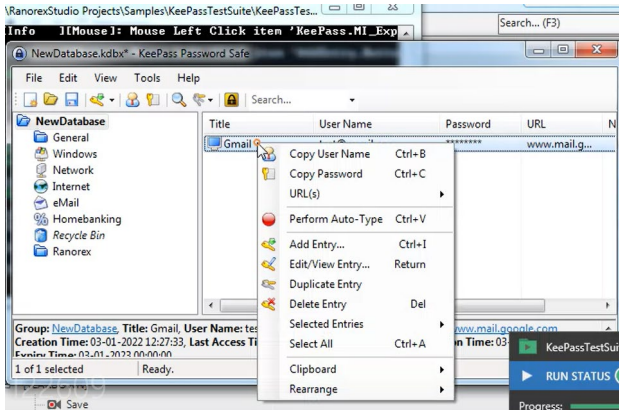 \RanorexStudio Projects\Samples\KeePassTestSuite\KeePassTes...
Search... (F3)
Info ][Mouse]: Mouse Left Click item 'KeePass.MI_Exp
NewDatabase.kdbx* - KeePass Password Safe
File Edit View Tools Help
Search...
NewDatabase
General
Windows
Network
Internet
eMail
Homebanking
Recycle Bin
Ranorex
Title User Name Password URL N
Gmail ******** www.mail.g...
Copy User Name Ctrl+B
Copy Password Ctrl+C
URL(s)
Perform Auto-Type Ctrl+V
Add Entry... Ctrl+I
Edit/View Entry... Return
Duplicate Entry
Delete Entry Del
Selected Entries
Select All Ctrl+A
Clipboard
Rearrange
Group: NewDatabase, Title: Gmail, User Name: tes www.mail.google.com
Creation Time: 03-01-2022 12:27:33, Last Access Ti on Time: 03-
Expiry Time: 03-01-2023 00:00:00
1 of 1 selected Ready.
KeePassTestSui
RUN STATUS
Progress:
Save